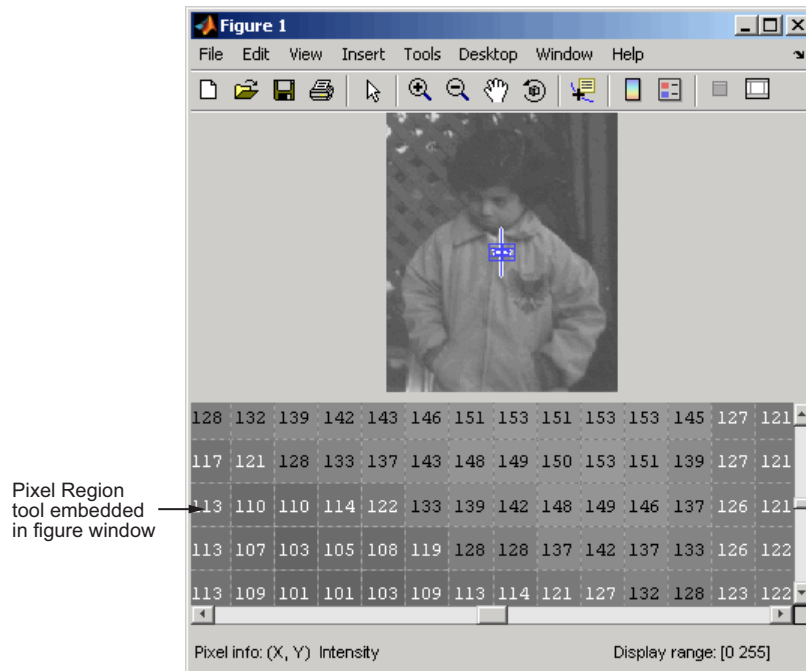 Figure 1
File Edit View Insert Tools Desktop Window Help
128 132 139 142 143 146 151 153 151 153 153 145 127 121
117 121 128 133 137 143 148 149 150 153 151 139 127 121
Pixel Region
tool embedded
in figure window
113 110 110 114 122 133 139 142 148 149 146 137 126 121
113 107 103 105 108 119 128 128 137 142 137 133 126 122
113 109 101 101 103 109 113 114 121 127 132 128 123 122
Pixel info: (X, Y) Intensity
Display range: [0 255]